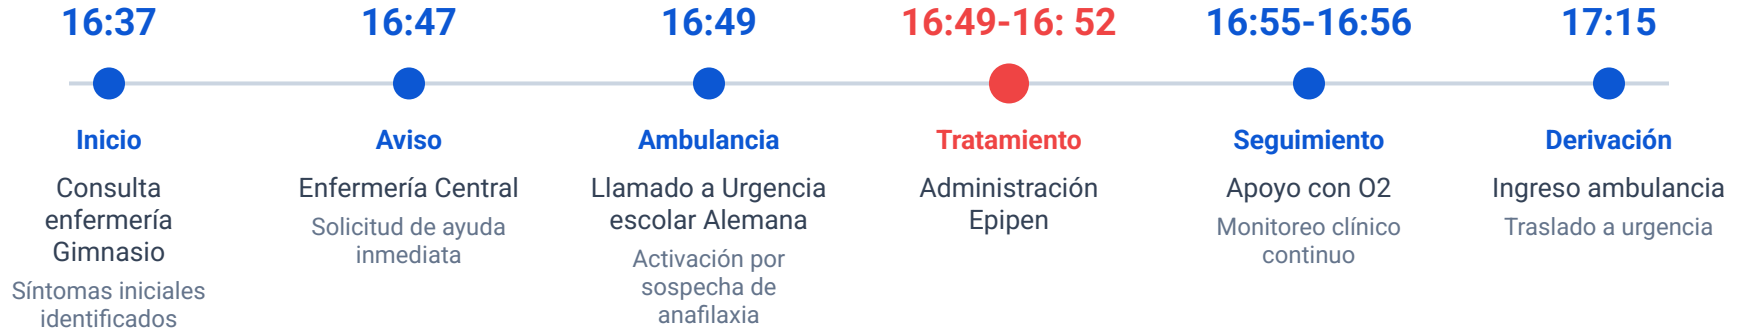 16:37
Inicio
Consulta
enfermería
Gimnasio
Síntomas iniciales
identificados
16:47
Aviso
Enfermería Central
Solicitud de ayuda
inmediata
16:49
Ambulancia
Llamado a Urgencia
escolar Alemana
Activación por
sospecha de
anafilaxia
16:49-16: 52
Tratamiento
Administración
Epipen
16:55-16:56
Seguimiento
Apoyo con O2
Monitoreo clínico
continuo
17:15
Derivación
Ingreso ambulancia
Traslado a urgencia